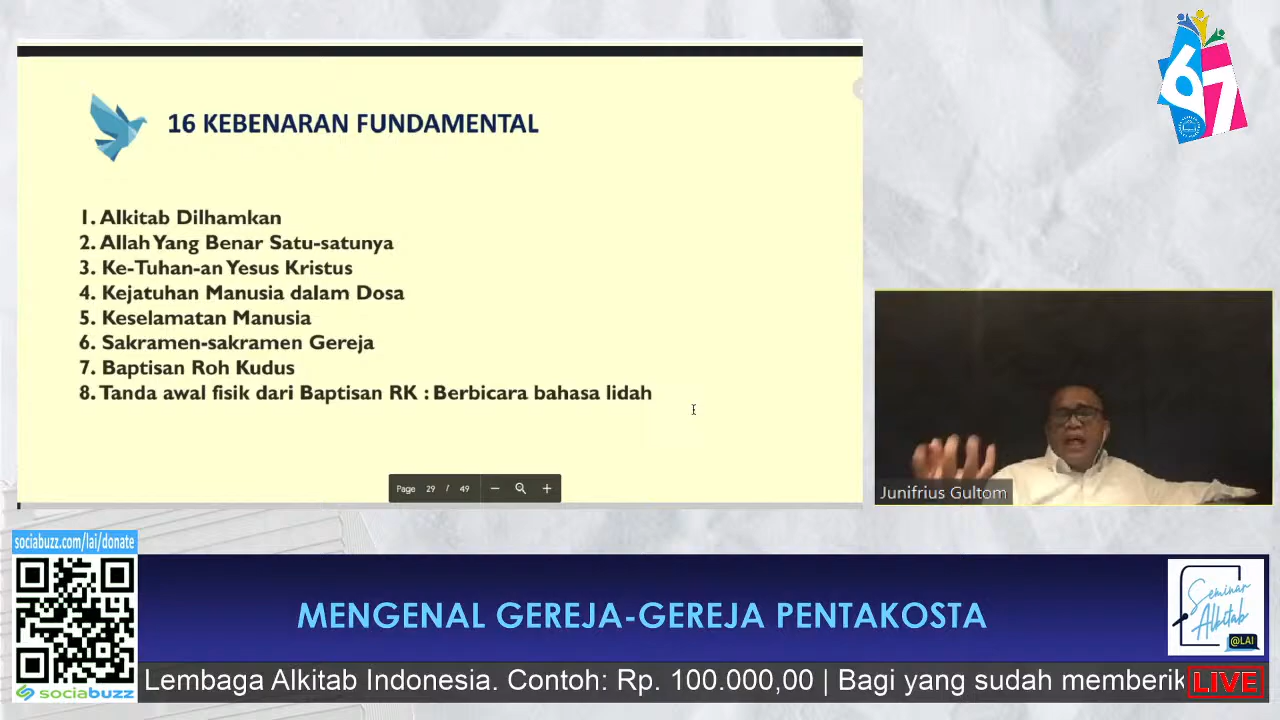 16 KEBENARAN FUNDAMENTAL
1. Alkitab Dilhamkan
2. Allah Yang Benar Satu-satunya
3. Ke-Tuhan-an Yesus Kristus
4. Kejatuhan Manusia dalam Dosa
5. Keselamatan Manusia
6. Sakramen-sakramen Gereja
7. Baptisan Roh Kudus
8. Tanda awal fisik dari Baptisan RK : Berbicara bahasa lidah
Page 29 / 49
67
Junifrius Gultom
sociabuzz.com/lai/donate
sociabuzz
MENGENAL GEREJA-GEREJA PENTAKOSTA
Seminar
Alkitab
@LAI
Lembaga Alkitab Indonesia. Contoh: Rp. 100.000,00 | Bagi yang sudah memberik
LIVE